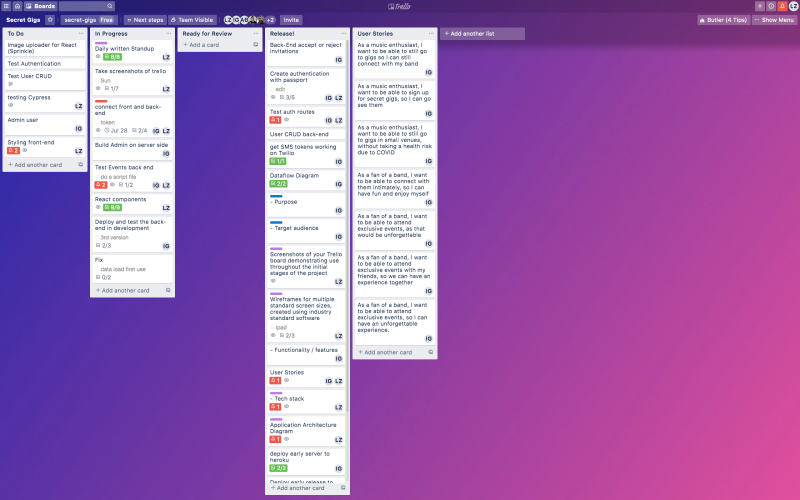 Boards
Trello
LZ
Secret Gigs
secret-gigs Free
Next steps
Team Visible
LZ IG AD
+2
Invite
Butler (4 Tips)
Show Menu
To Do
Image uploader for React (Sprinkle)
Test Authentication
Test User CRUD
testing Cypress
LZ
Admin user
IG
Styling front-end
2
LZ
+ Add another card
In Progress
Daily written Standup
8/8
LZ
Take screenshots of trello
Sun
1/7
LZ
connect front and back-
end
token
Jul 28
2/4
IG LZ
Build Admin on server side
IG
Test Events back end
do a script file
2
1/2
IG LZ
React components
9/9
LZ
Deploy and test the back-
end in development
3rd version
2/3
IG
Fix
data load first use
0/2
+ Add another card
Ready for Review
+ Add a card
Release!
Back-End accept or reject
invitations
IG
Create authentication
with passport
edit
3/5
IG LZ
Test auth routes
1
IG LZ
User CRUD back-end
get SMS tokens working
on Twilio
1/1
IG
Dataflow Diagram
2/2
IG
- Purpose
IG
- Target audience
IG
Screenshots of your Trello
board demonstrating use
throughout the initial
stages of the project
LZ
Wireframes for multiple
standard screen sizes,
created using industry
standard software
ipad
2/3
LZ
- Functionality / features
IG
User Stories
1
IG LZ
- Tech stack
1
LZ
Application Architecture
Diagram
1
LZ
deploy early server to
heroku
2/2
IG
Deploy early release to
+ Add another card
User Stories
As a music enthusiast, I
want to be able to still go
to gigs so I can still
connect with my band
IG
As a music enthusiast, I
want to be able to sign up
for secret gigs, so i can go
see them
IG
As a music enthusiast, I
want to be able to still go
to gigs in small venues,
without taking a health risk
due to COVID
IG
As a fan of a band, I want
to be able to connect with
them intimately, so I can
have fun and enjoy myself
IG
As a fan of a band, I want
to be able to attend
exclusive events, as that
would be unforgettable
IG
As a fan of a band, I want
to be able to attend
exclusive events with my
friends, so we can have an
experience together
IG
As a fan of a band, I want
to be able to attend
exclusive events, so I can
have an unforgettable
experience.
IG
+ Add another card
+ Add another list